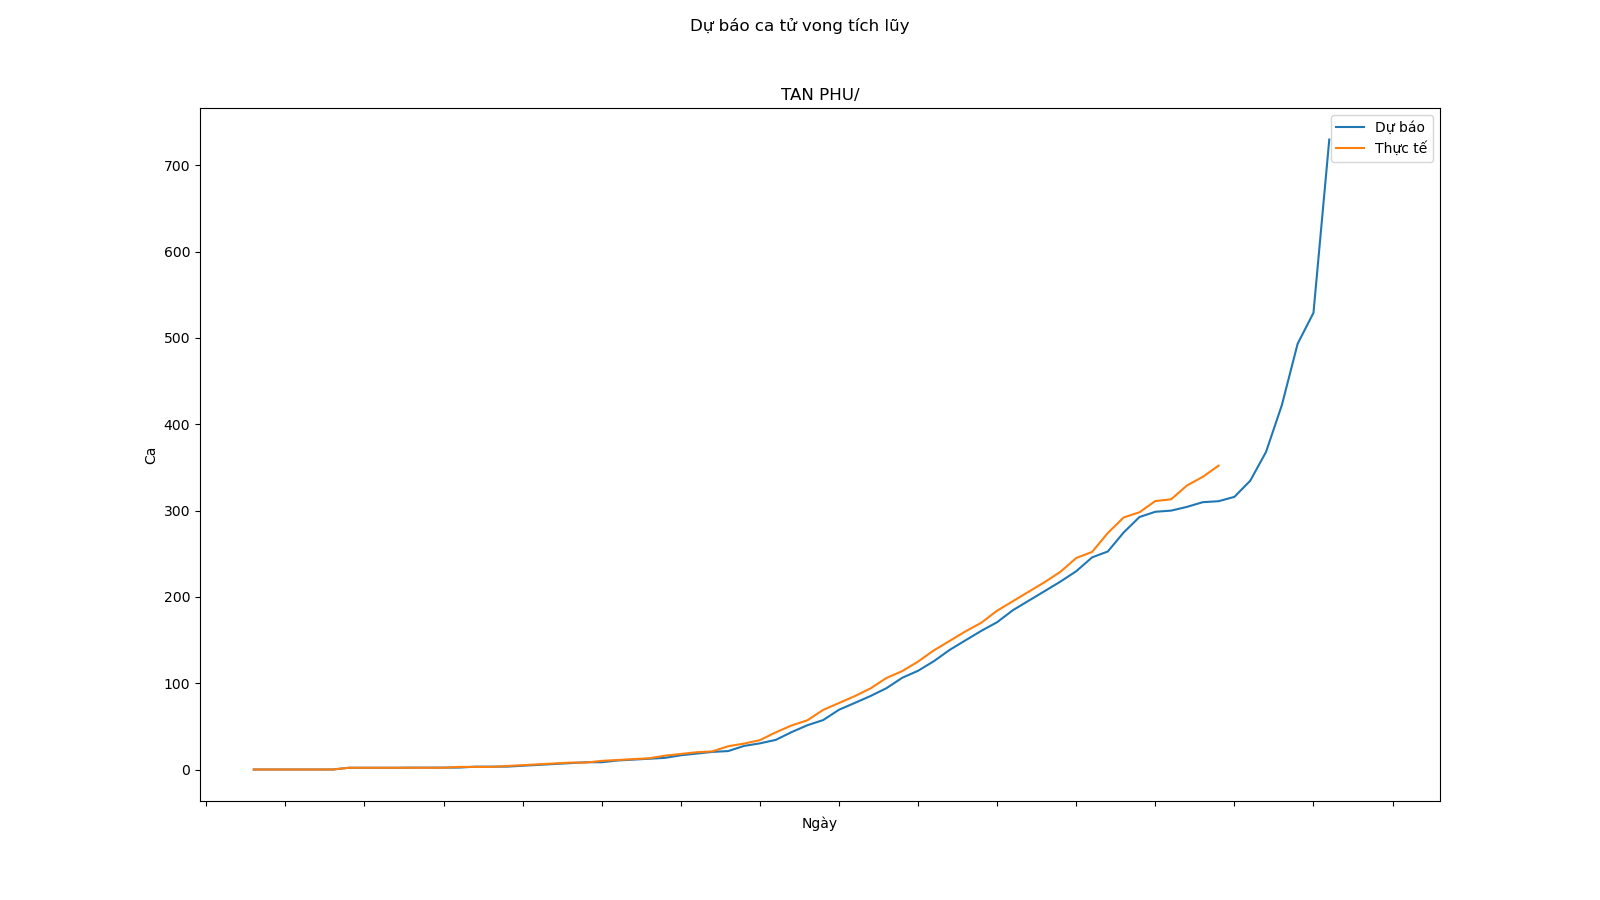 Dự báo ca tử vong tích lũy
TAN PHU/
Dự báo
Thực tế
700
600
500
400
300
200
100
0
Ca
Ngày